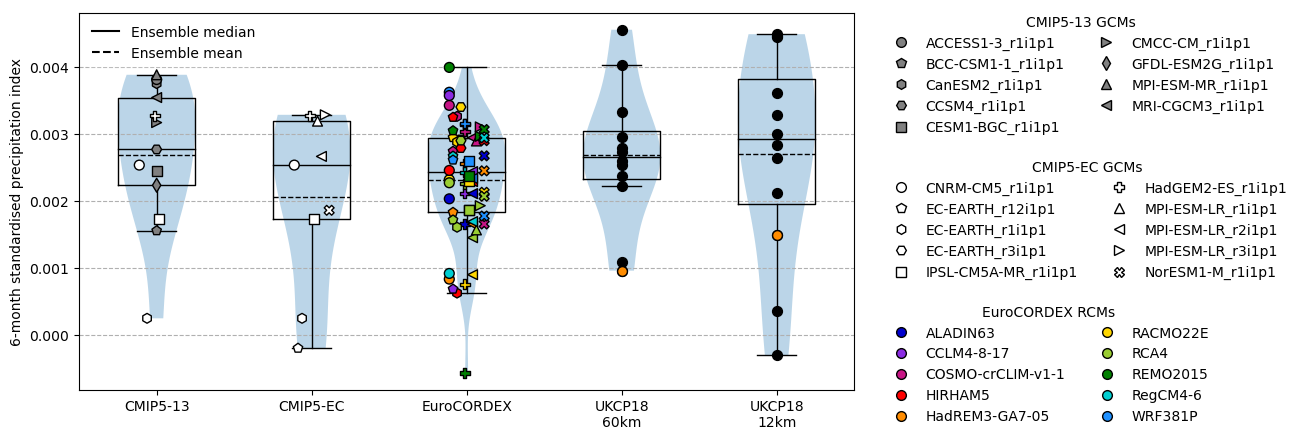 6-month standardised precipitation index
Ensemble median
Ensemble mean
0.004
0.003
0.002
0.001
0.000
CMIP5-13
CMIP5-EC
EuroCORDEX
UKCP18
60km
UKCP18
12km
CMIP5-13 GCMs
ACCESS1-3_r1i1p1
BCC-CSM1-1_r1i1p1
CanESM2_r1i1p1
CCSM4_r1i1p1
CESM1-BGC_r1i1p1
CMCC-CM_r1i1p1
GFDL-ESM2G_r1i1p1
MPI-ESM-MR_r1i1p1
MRI-CGCM3_r1i1p1
CMIP5-EC GCMs
CNRM-CM5_r1i1p1
EC-EARTH_r12i1p1
EC-EARTH_r1i1p1
EC-EARTH_r3i1p1
IPSL-CM5A-MR_r1i1p1
HadGEM2-ES_r1i1p1
MPI-ESM-LR_r1i1p1
MPI-ESM-LR_r2i1p1
MPI-ESM-LR_r3i1p1
NorESM1-M_r1i1p1
EuroCORDEX RCMs
ALADIN63
CCLM4-8-17
COSMO-crCLIM-v1-1
HIRHAM5
HadREM3-GA7-05
RACMO22E
RCA4
REMO2015
RegCM4-6
WRF381P